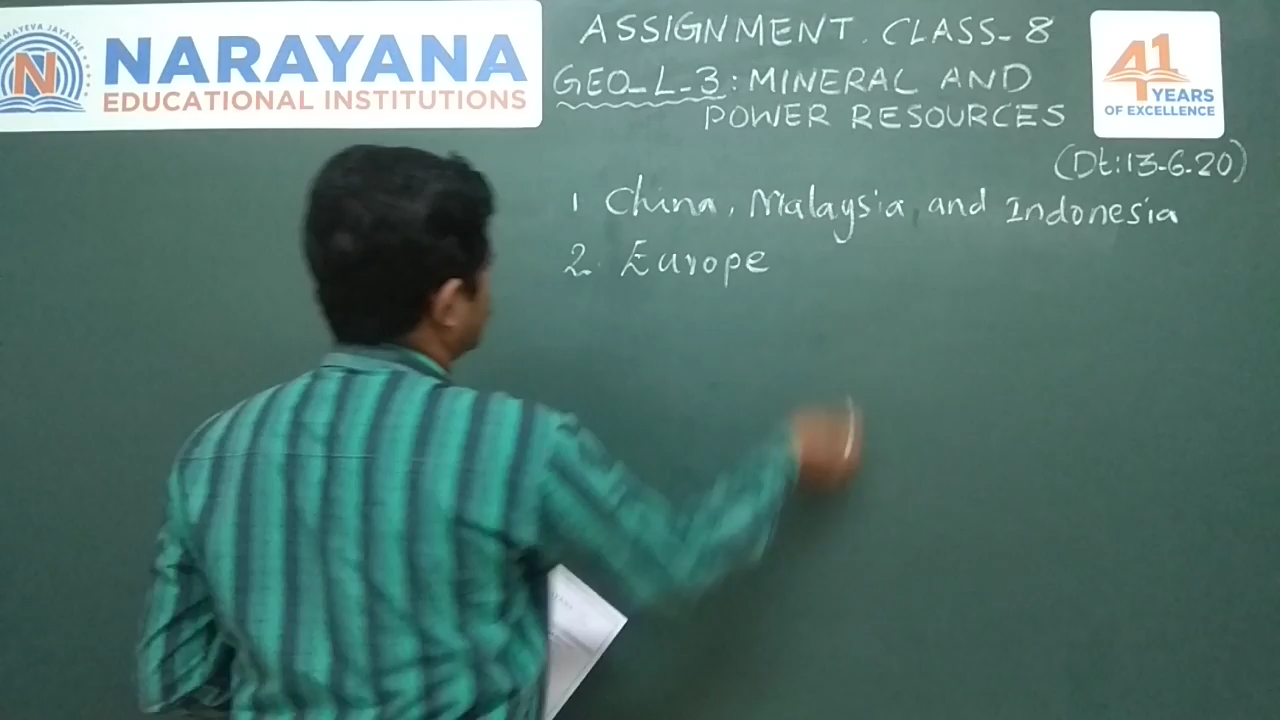 NARAYANA
EDUCATIONAL INSTITUTIONS
ASSIGNMENT. CLASS-8
GEO-L-3: MINERAL AND
POWER RESOURCES
41
YEARS
OF EXCELLENCE
(Dt:13-6.20)
1 China, Malaysia, and Indonesia
2. Europe